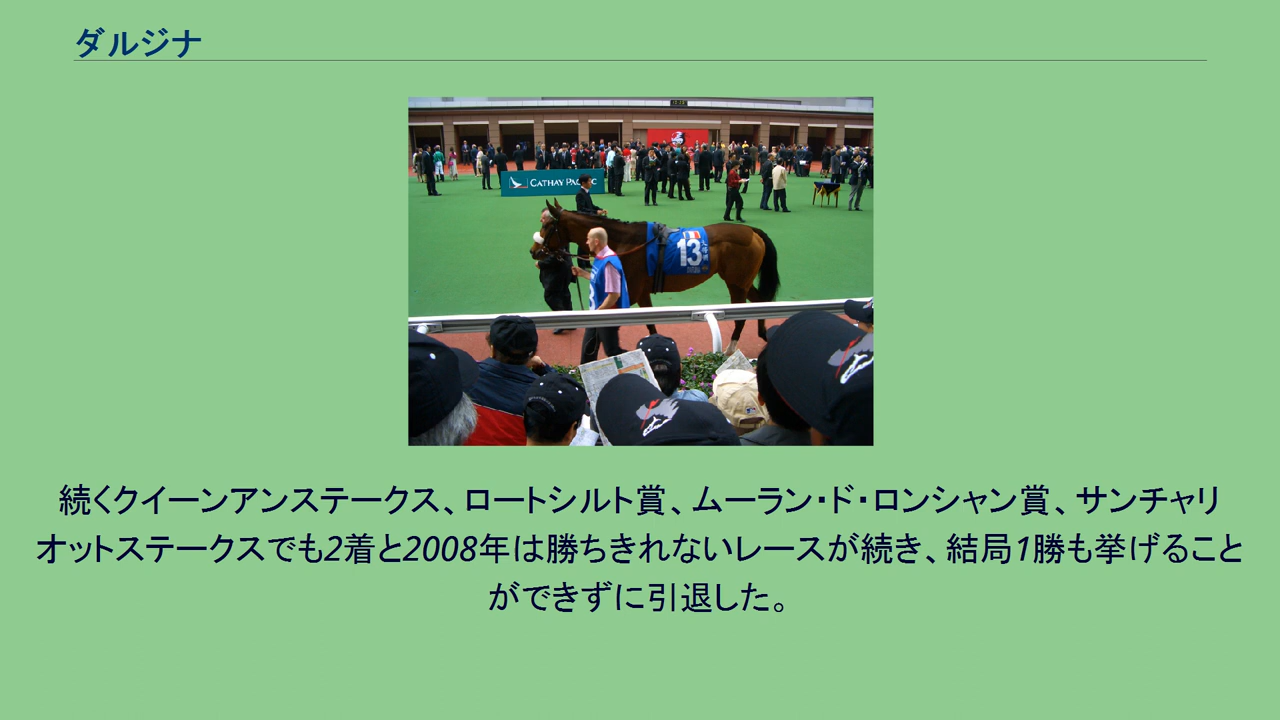 ダルジナ
CATHAY PACIFIC
13
続くクイーンアンステークス、ロートシルト賞、ムーラン・ド・ロンシャン賞、サンチャリ
オットステークスでも2着と2008年は勝ちきれないレースが続き、結局1勝も挙げること
ができずに引退した。